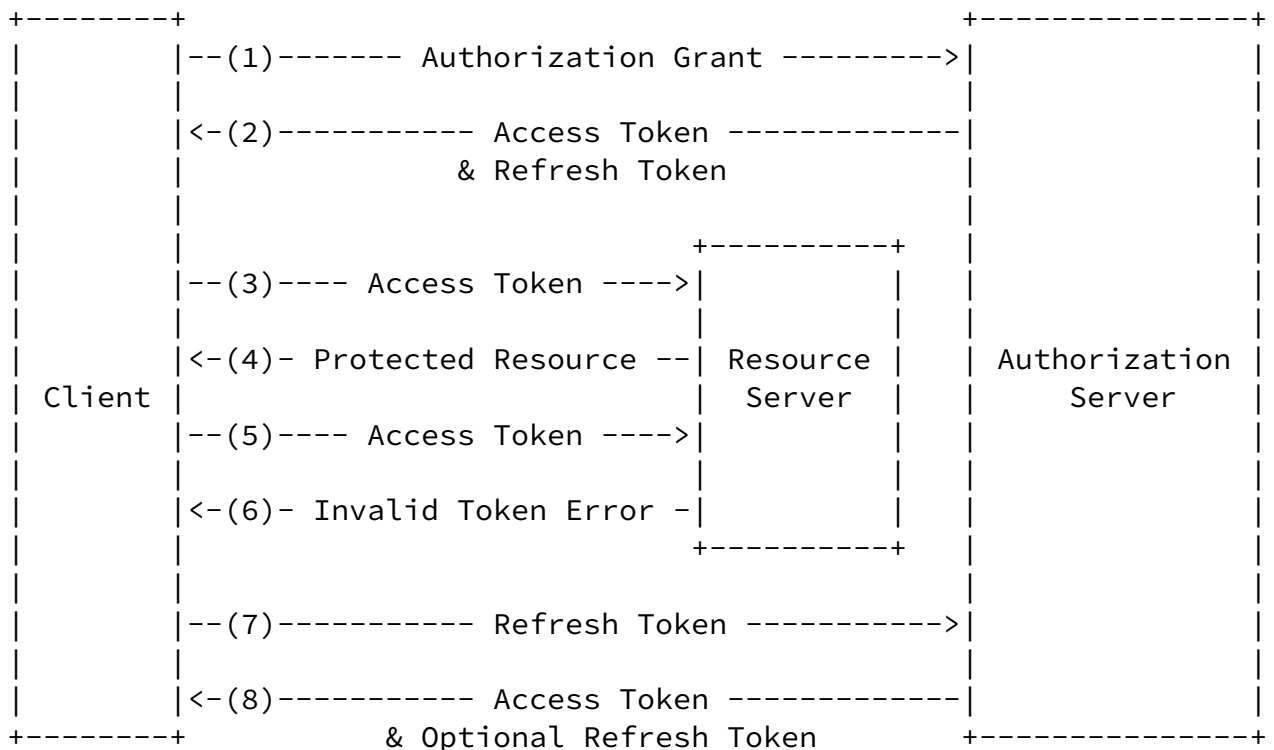 (1) Authorization Grant
(2) Access Token
& Refresh Token
(3) Access Token
(4) Protected Resource
Resource
Authorization
Client
Server
Server
(5) Access Token
(6) Invalid Token Error
(7) Refresh Token
(8) Access Token
& Optional Refresh Token